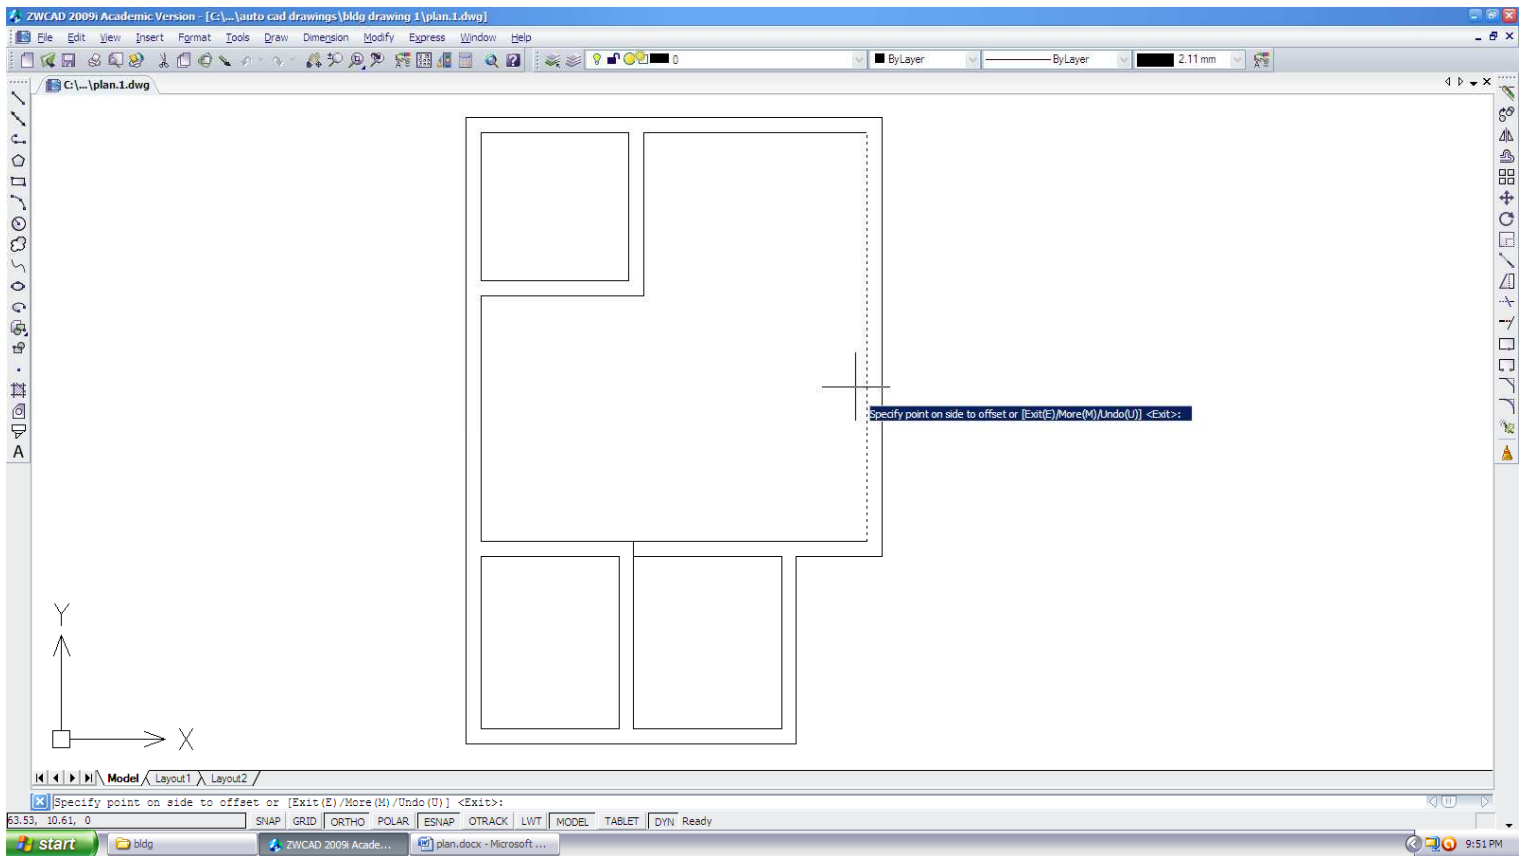 ZWCAD 2009i Academic Version - [C:\...\auto cad drawings\bldg drawing 1\plan.1.dwg]
File Edit View Insert Format Tools Draw Dimension Modify Express Window Help
0 ByLayer ByLayer 2.11 mm
C:\...\plan.1.dwg
A
Specify point on side to offset or [Exit(E)/More(M)/Undo(U)] <Exit>:
Y
X
Model Layout1 Layout2
Specify point on side to offset or [Exit(E)/More(M)/Undo(U)] <Exit>:
63.53, 10.61, 0 SNAP GRID ORTHO POLAR ESNAP OTRACK LWT MODEL TABLET DYN Ready
start bldg ZWCAD 2009i Acade... plan.docx - Microsoft ... 9:51 PM